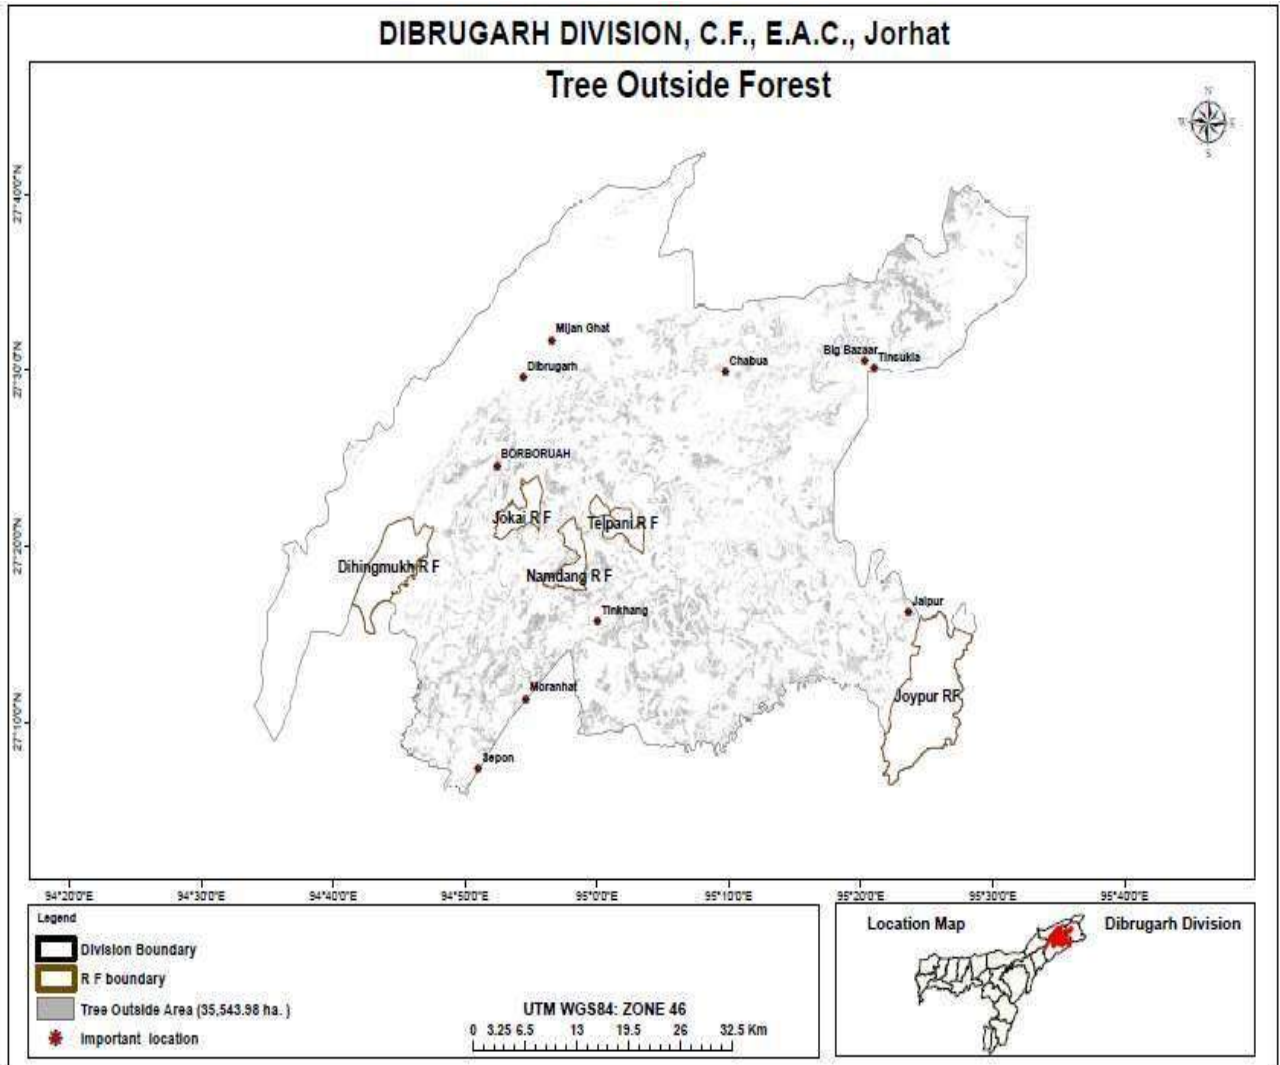 DIBRUGARH DIVISION, C.F., E.A.C., Jorhat
Tree Outside Forest
N
W E
S
27°40'0"N
27°30'0"N
27°20'0"N
27°10'0"N
Mijan Ghat
Dibrugarh
Chabua
Big Bazaar
Tinsukia
BORBORUAH
Jokai R F
Telpani R F
Dihingmukh R F
Namdang R F
Tinkhang
Jaipur
Joypur RF
Moranhat
Sepon
94°20'0"E 94°30'0"E 94°40'0"E 94°50'0"E 95°0'0"E 95°10'0"E 95°20'0"E 95°30'0"E 95°40'0"E
Legend
Division Boundary
R F boundary
Tree Outside Area (35,543.98 ha. )
Important location
UTM WGS84: ZONE 46
0 3.25 6.5 13 19.5 26 32.5 Km
Location Map Dibrugarh Division